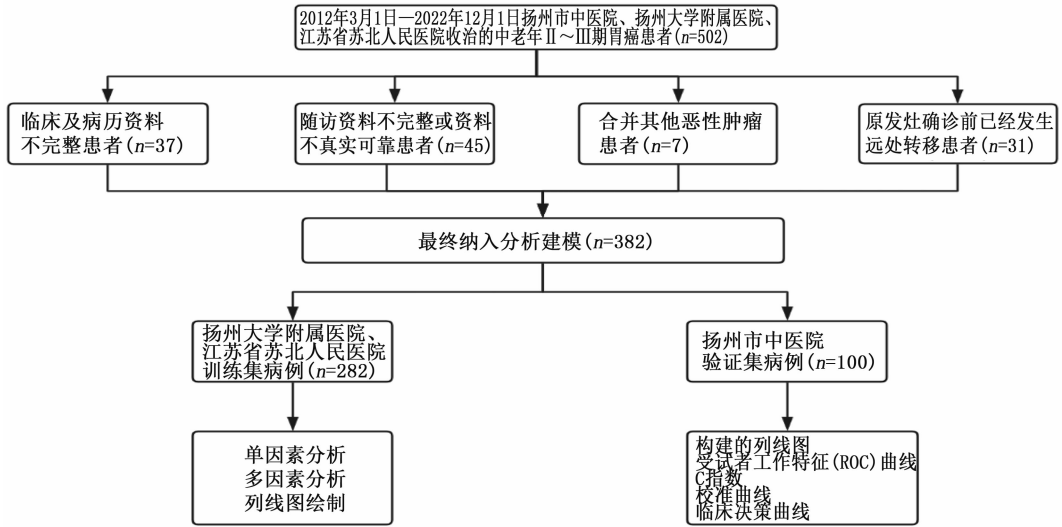 2012年3月1日—2022年12月1日扬州市中医院、扬州大学附属医院、
江苏省苏北人民医院收治的中老年Ⅱ～Ⅲ期胃癌患者(n=502)
临床及病历资料
不完整患者(n=37)
随访资料不完整或资料
不真实可靠患者(n=45)
合并其他恶性肿瘤
患者(n=7)
原发灶确诊前已经发生
远处转移患者(n=31)
最终纳入分析建模(n=382)
扬州大学附属医院、
江苏省苏北人民医院
训练集病例(n=282)
扬州市中医院
验证集病例(n=100)
单因素分析
多因素分析
列线图绘制
构建的列线图
受试者工作特征(ROC)曲线
C指数
校准曲线
临床决策曲线